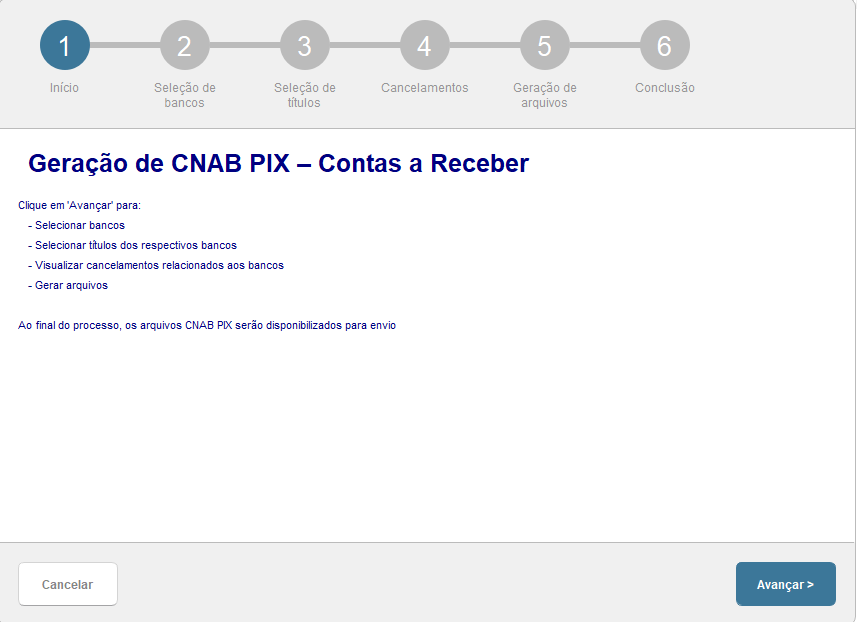 1 2 3 4 5 6
Início Seleção de Seleção de Cancelamentos Geração de Conclusão
bancos títulos arquivos
Geração de CNAB PIX – Contas a Receber
Clique em 'Avançar' para:
- Selecionar bancos
- Selecionar títulos dos respectivos bancos
- Visualizar cancelamentos relacionados aos bancos
- Gerar arquivos
Ao final do processo, os arquivos CNAB PIX serão disponibilizados para envio
Cancelar Avançar >